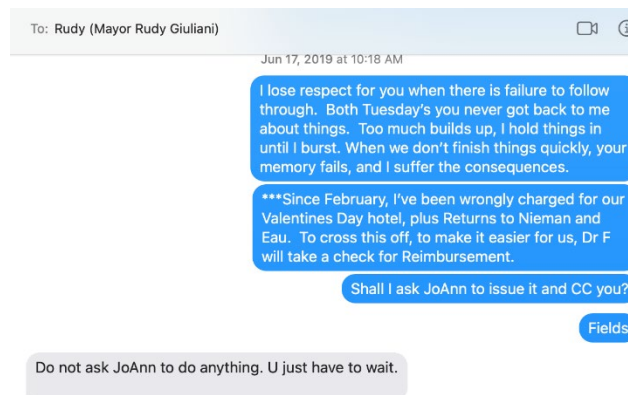 To: Rudy (Mayor Rudy Giuliani)
Jun 17, 2019 at 10:18 AM
I lose respect for you when there is failure to follow
through.  Both Tuesday's you never got back to me
about things.  Too much builds up, I hold things in
until I burst. When we don't finish things quickly, your
memory fails, and I suffer the consequences.
***Since February, I've been wrongly charged for our
Valentines Day hotel, plus Returns to Nieman and
Eau.  To cross this off, to make it easier for us, Dr F
will take a check for Reimbursement.
Shall I ask JoAnn to issue it and CC you?
Fields
Do not ask JoAnn to do anything. U just have to wait.